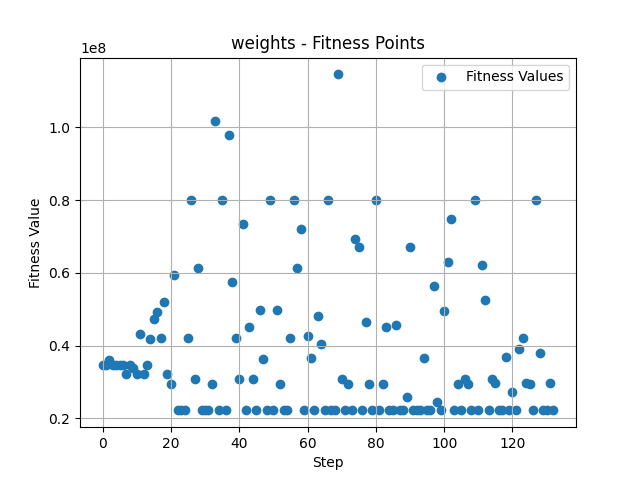 weights - Fitness Points
1e8
Fitness Values
1.0
0.8
0.6
0.4
0.2
Fitness Value
0 20 40 60 80 100 120
Step